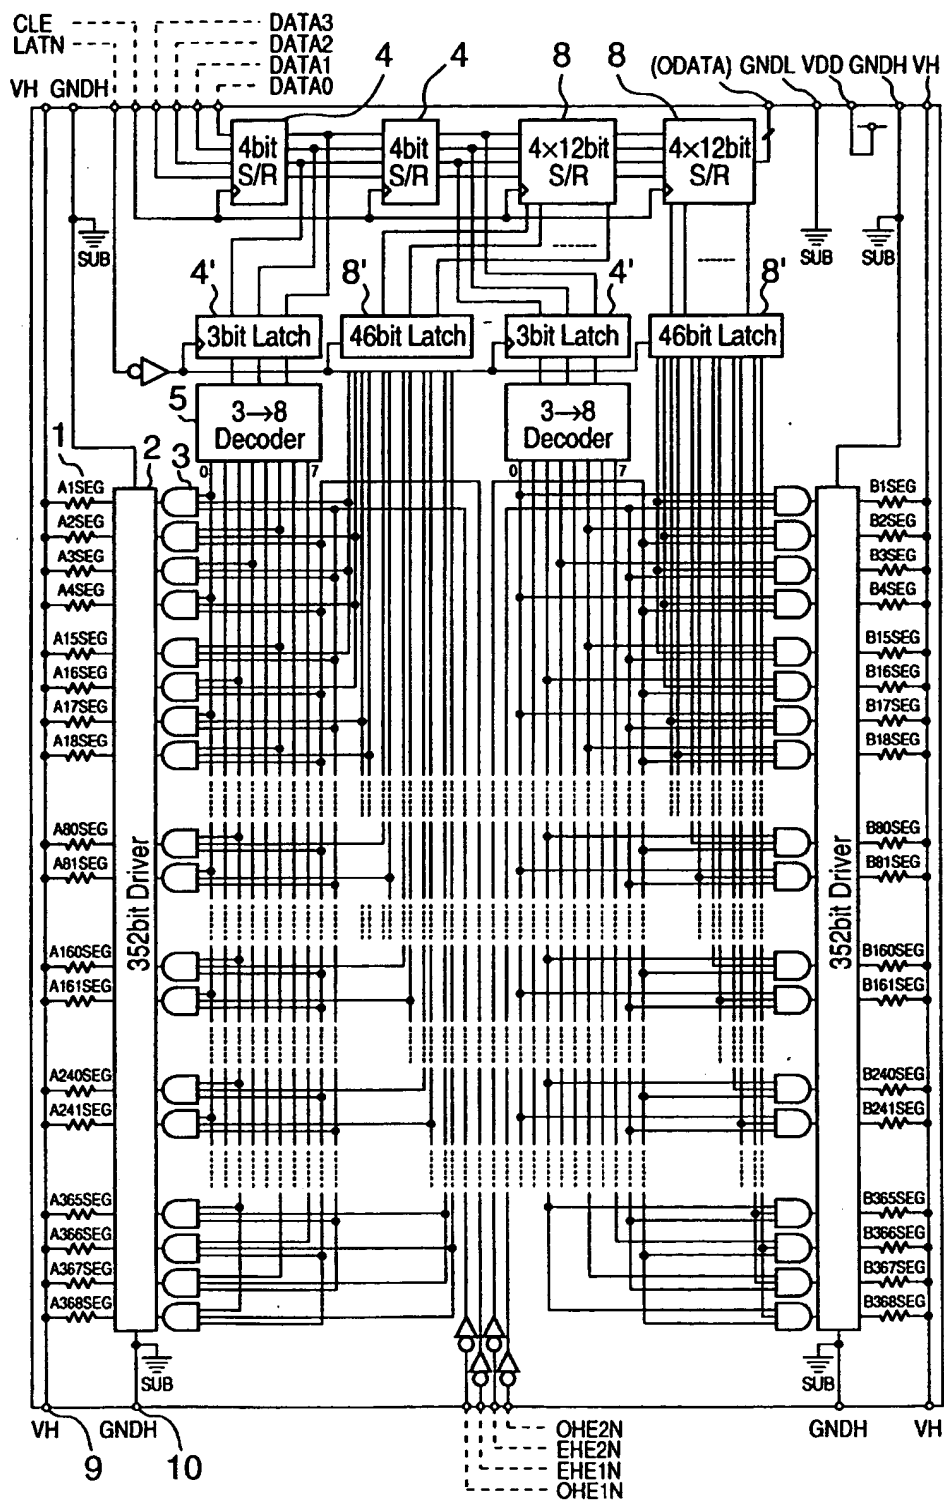 CLE
LATN
DATA3
DATA2
DATA1
DATA0
4
4
8
8
(ODATA) GNDL VDD GNDH VH
VH GNDH
4bit
S/R
4bit
S/R
4×12bit
S/R
4×12bit
S/R
SUB
SUB
SUB
4'
8'
4'
8'
3bit Latch
46bit Latch
3bit Latch
46bit Latch
5
3→8
Decoder
3→8
Decoder
0
7
0
7
1
2
3
A1SEG
A2SEG
A3SEG
A4SEG
A15SEG
A16SEG
A17SEG
A18SEG
A80SEG
A81SEG
A160SEG
A161SEG
A240SEG
A241SEG
A365SEG
A366SEG
A367SEG
A368SEG
352bit Driver
352bit Driver
B1SEG
B2SEG
B3SEG
B4SEG
B15SEG
B16SEG
B17SEG
B18SEG
B80SEG
B81SEG
B160SEG
B161SEG
B240SEG
B241SEG
B365SEG
B366SEG
B367SEG
B368SEG
SUB
SUB
VH
GNDH
GNDH
VH
9
10
OHE2N
EHE2N
EHE1N
OHE1N